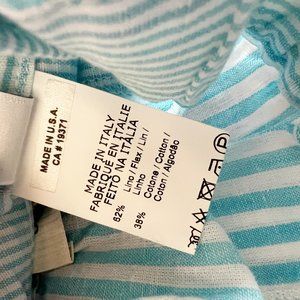 MADE IN U.S.A.
CA # 19371
MADE IN ITALY
FABRIQUÉ EN ITALIE
FEITO NA ITALIA
62% Lino / Flax / Lin /
Linho
38% Cotone / Cotton /
Coton / Algodão